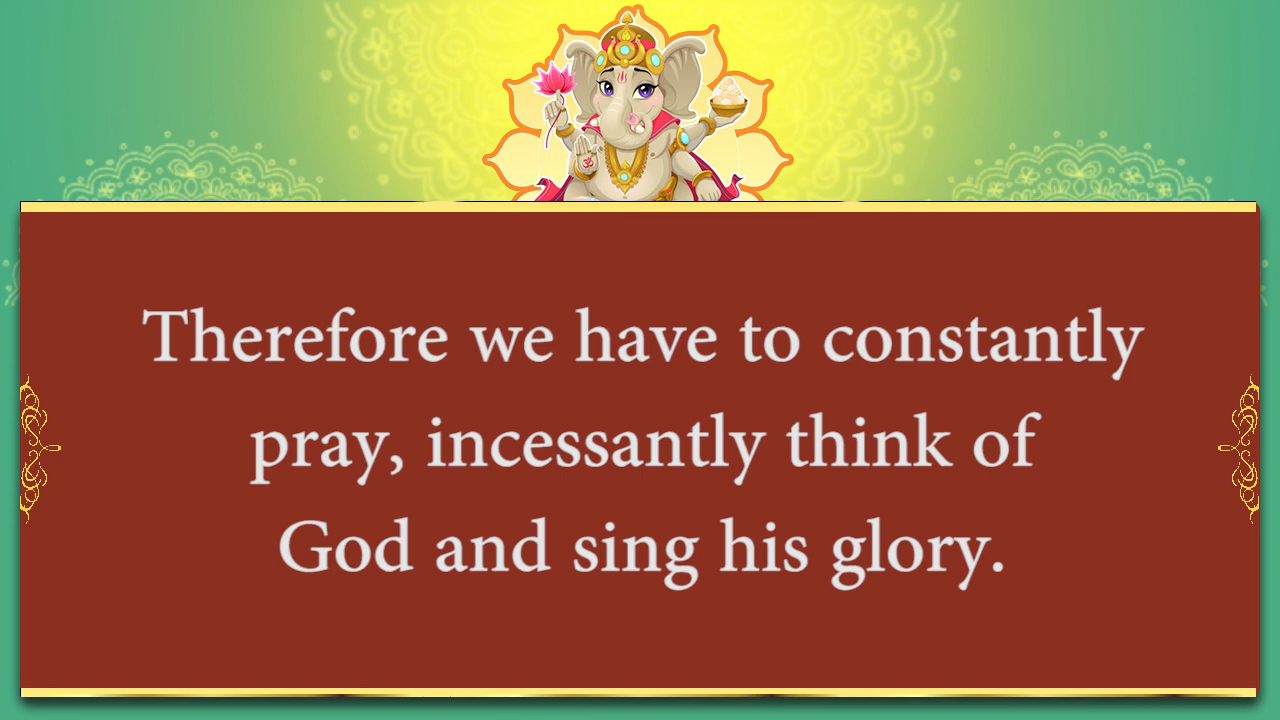 Therefore we have to constantly
pray, incessantly think of
God and sing his glory.